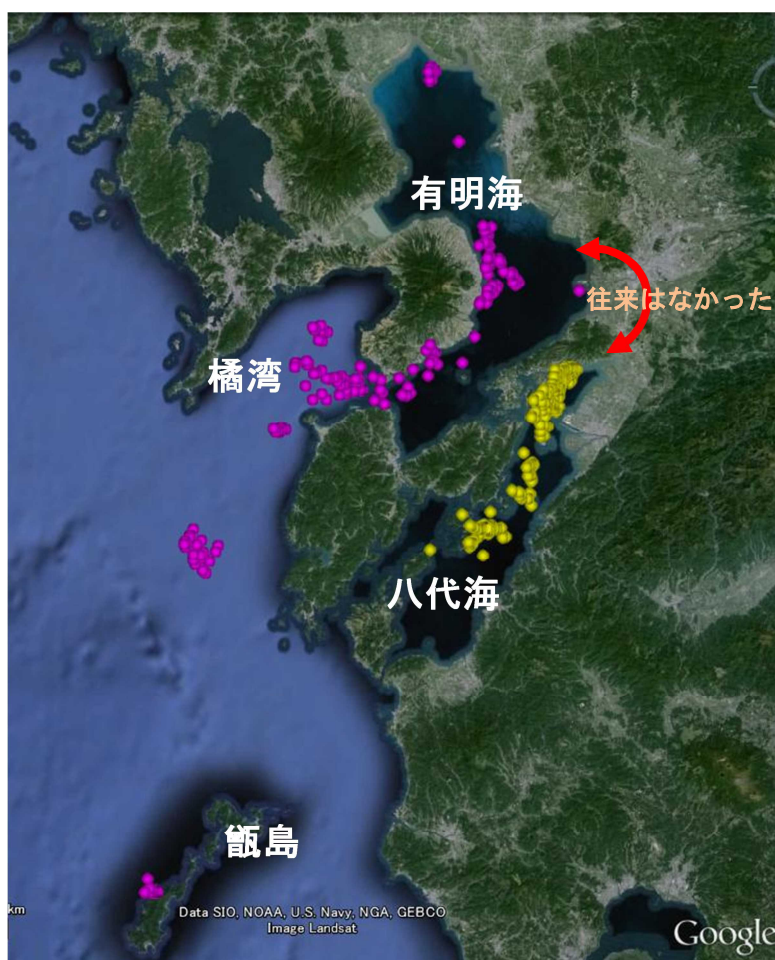 有明海
往来はなかった
橘湾
八代海
甑島
km
Data SIO, NOAA, U.S. Navy, NGA, GEBCO
Image Landsat
Google